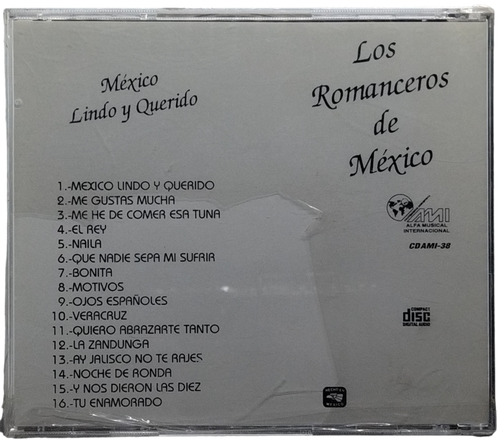 México
Lindo y Querido
Los
Romanceros
de
México
1.-MEXICO LINDO Y QUERIDO
2.-ME GUSTAS MUCHA
3.-ME HE DE COMER ESA TUNA
4.-EL REY
5.-NAILA
6.-QUE NADIE SEPA MI SUFRIR
7.-BONITA
8.-MOTIVOS
9.-OJOS ESPAÑOLES
10.-VERACRUZ
11.-QUIERO ABRAZARTE TANTO
12.-LA ZANDUNGA
13.-AY JALISCO NO TE RAJES
14.-NOCHE DE RONDA
15.-Y NOS DIERON LAS DIEZ
16.-TU ENAMORADO
AMI
ALFA MUSICAL
INTERNACIONAL
CDAMI-38
COMPACT
disc
DIGITAL AUDIO
HECHO EN
MEXICO